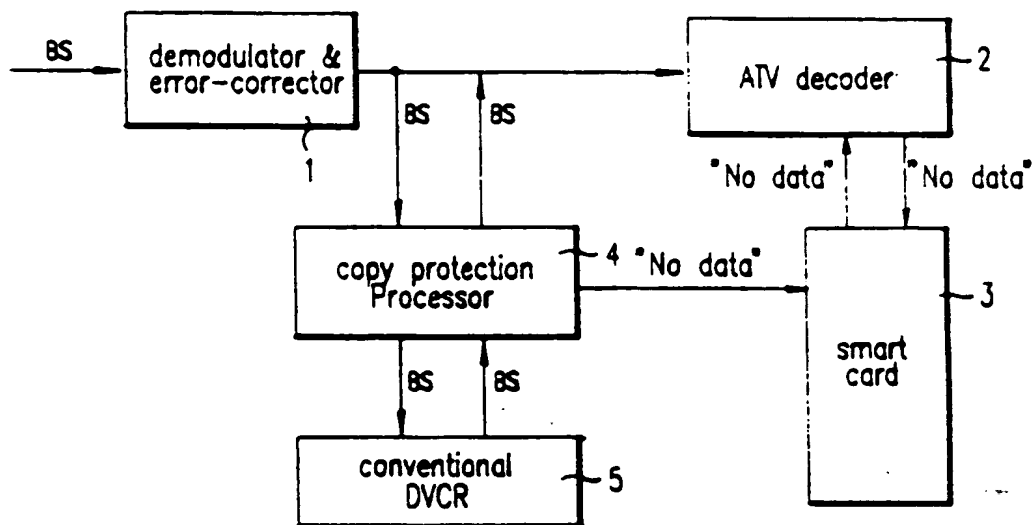 BS
demodulator &
error-corrector
1
ATV decoder
2
BS
BS
"No data"
"No data"
copy protection
Processor
4
"No data"
smart
card
3
BS
BS
conventional
DVCR
5